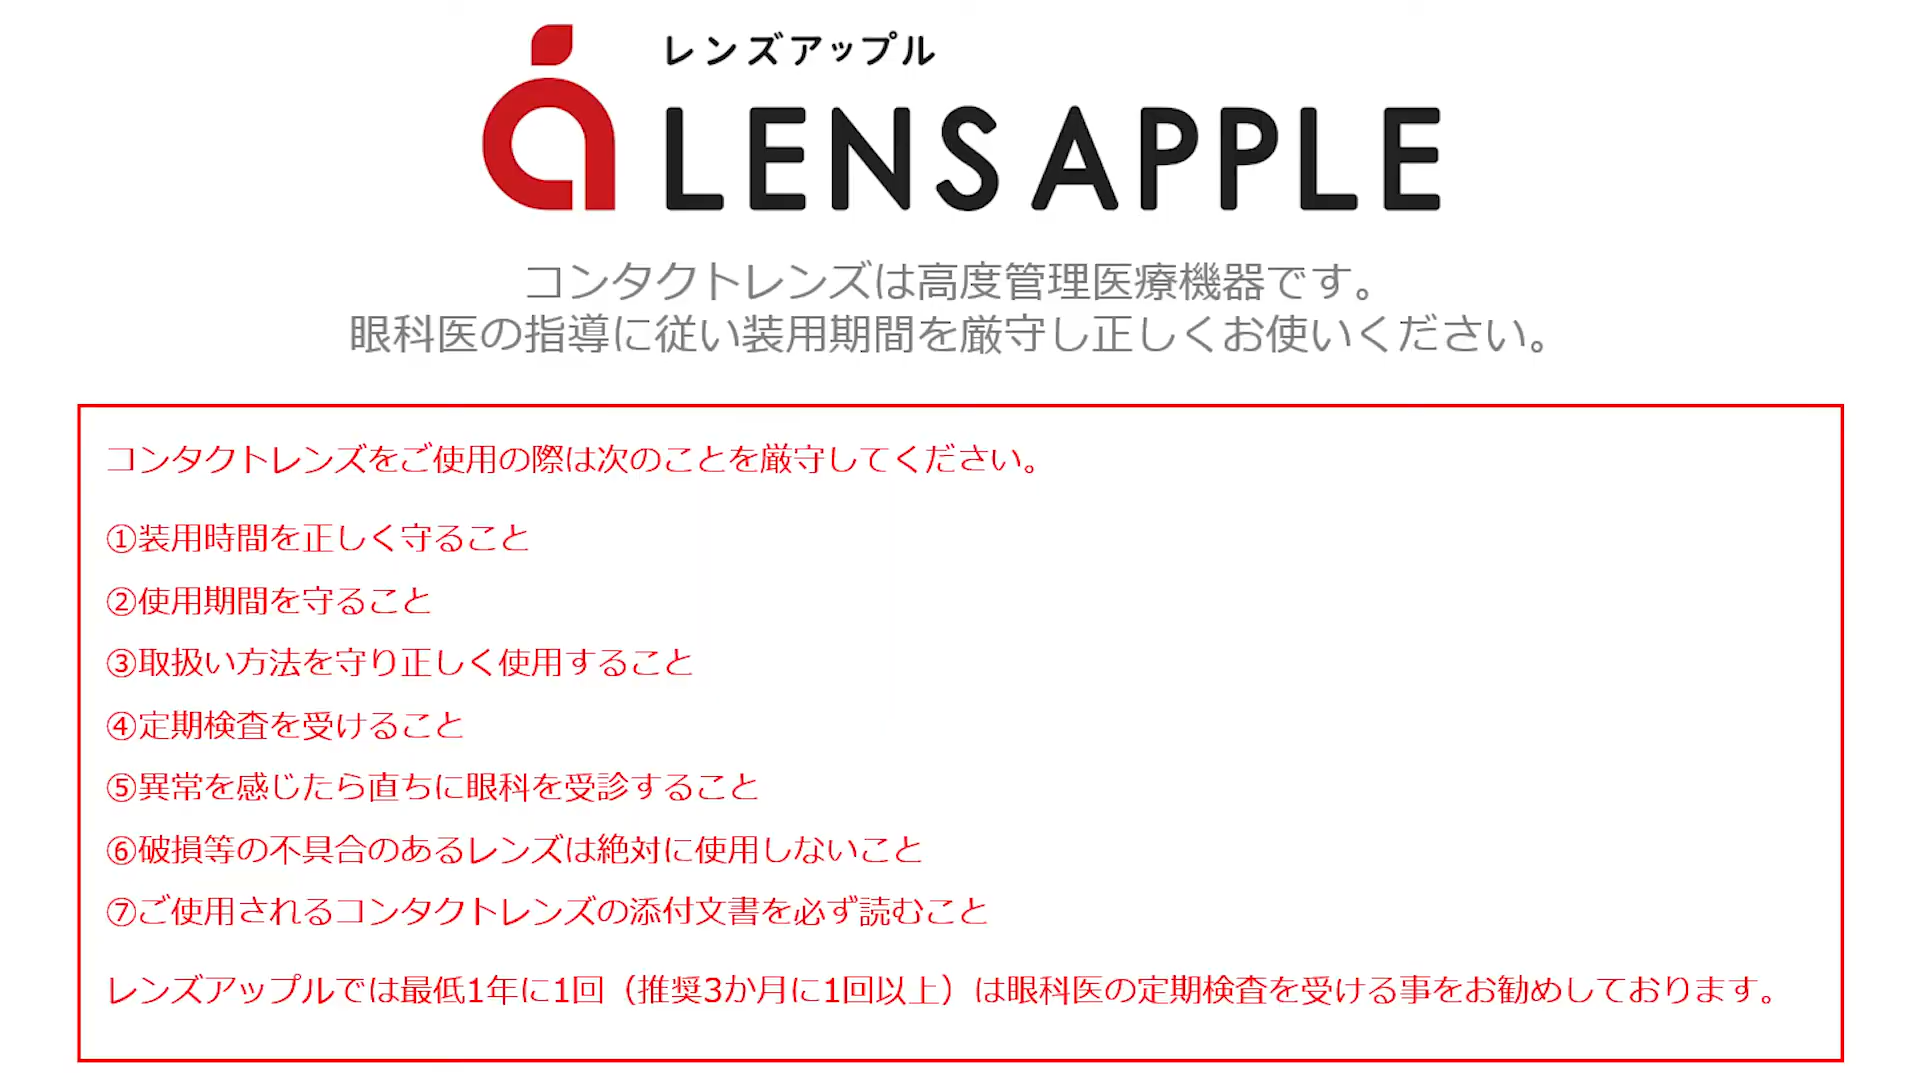 レンズアップル
LENS APPLE
コンタクトレンズは高度管理医療機器です。
眼科医の指導に従い装用期間を厳守し正しくお使いください。
コンタクトレンズをご使用の際は次のことを厳守してください。
①装用時間を正しく守ること
②使用期間を守ること
③取扱い方法を守り正しく使用すること
④定期検査を受けること
⑤異常を感じたら直ちに眼科を受診すること
⑥破損等の不具合のあるレンズは絶対に使用しないこと
⑦ご使用されるコンタクトレンズの添付文書を必ず読むこと
レンズアップルでは最低1年に1回（推奨3か月に1回以上）は眼科医の定期検査を受ける事をお勧めしております。